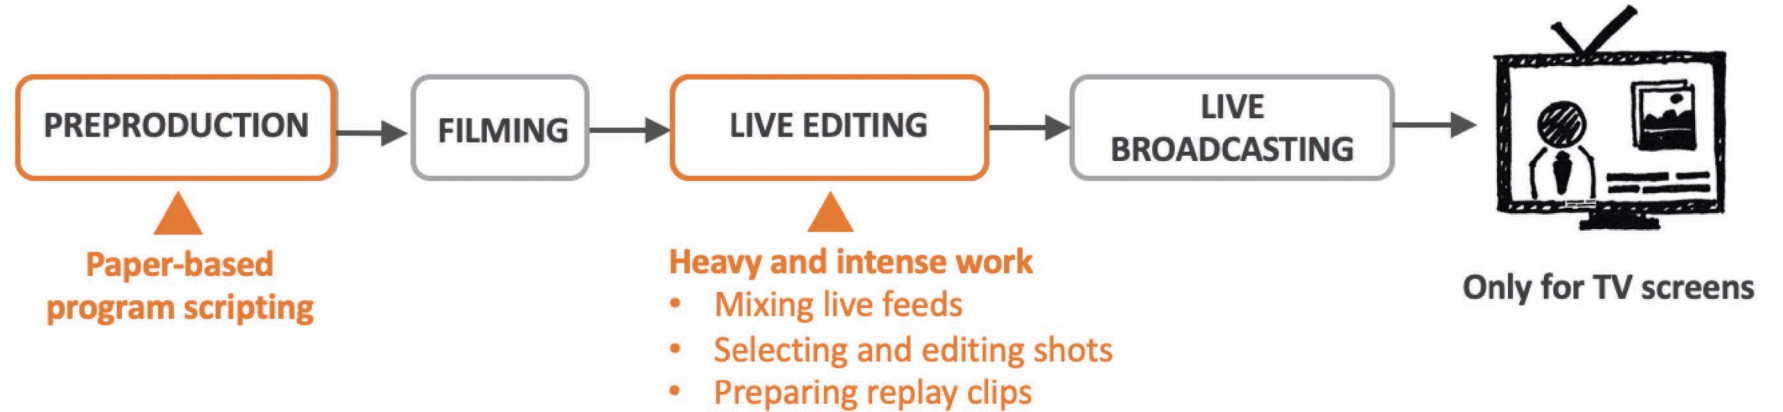 PREPRODUCTION
FILMING
LIVE EDITING
LIVE
BROADCASTING
Paper-based
program scripting
Heavy and intense work
• Mixing live feeds
• Selecting and editing shots
• Preparing replay clips
Only for TV screens